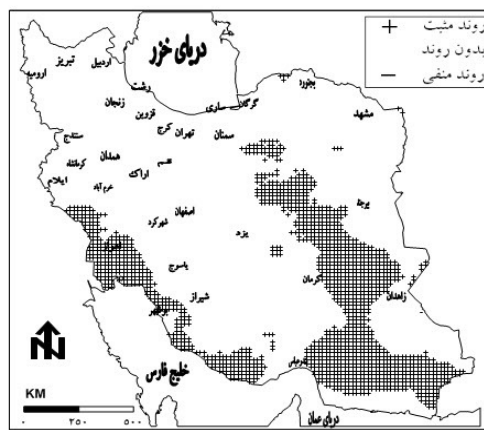 روند مثبت +
بدون روند
روند منفی −
دریای خزر
تبریز
اردبیل
ارومیه
رشت
زنجان
قزوین
گرگان
ساری
بجنورد
مشهد
سنندج
کرج
تهران
سمنان
همدان
کرمانشاه
قم
اراک
ایلام
خرم آباد
بیرجند
اصفهان
شهرکرد
یزد
اهواز
یاسوج
کرمان
زاهدان
شیراز
بوشهر
بندرعباس
خلیج فارس
دریای عمان
N
KM
۰ ۲۵۰ ۵۰۰